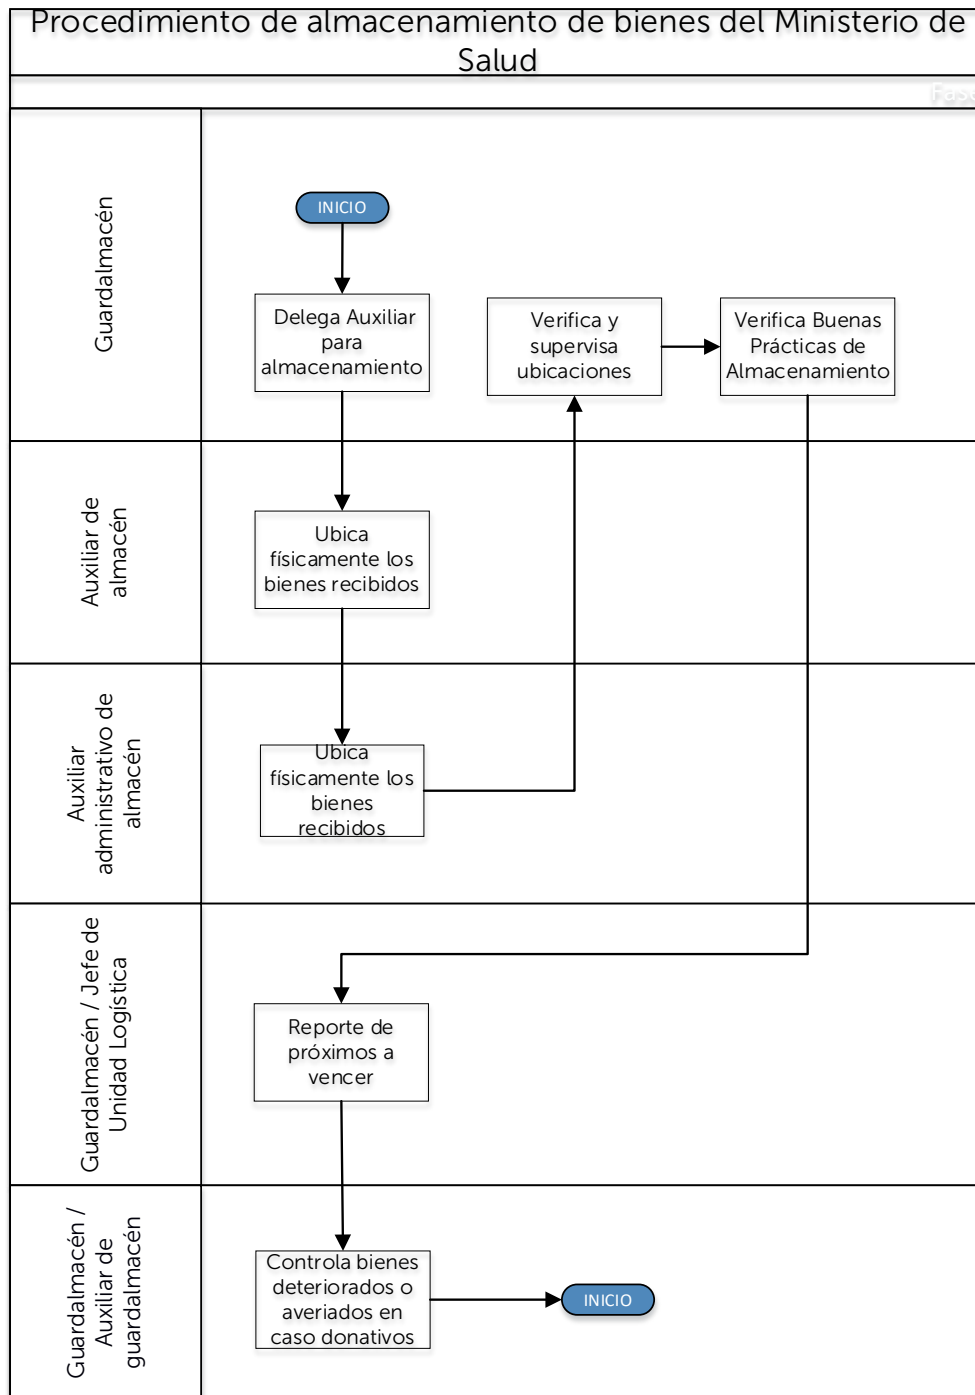 Procedimiento de almacenamiento de bienes del Ministerio de
Salud
Fase
Guardalmacén
INICIO
Delega Auxiliar
para
almacenamiento
Verifica y
supervisa
ubicaciones
Verifica Buenas
Prácticas de
Almacenamiento
Auxiliar de
almacén
Ubica
físicamente los
bienes recibidos
Auxiliar
administrativo de
almacén
Ubica
físicamente los
bienes
recibidos
Guardalmacén / Jefe de
Unidad Logística
Reporte de
próximos a
vencer
Guardalmacén /
Auxiliar de
guardalmacén
Controla bienes
deteriorados o
averiados en
caso donativos
INICIO